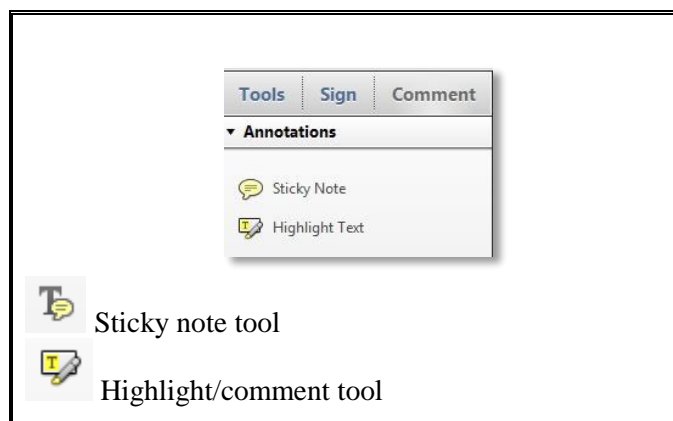 Tools Sign Comment
Annotations
Sticky Note
T Highlight Text
T Sticky note tool
T Highlight/comment tool